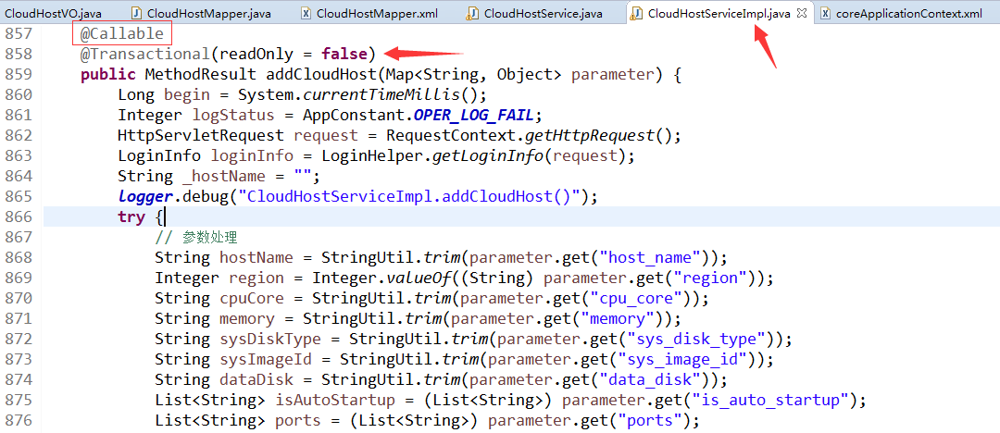 CloudHostVO.java CloudHostMapper.java CloudHostMapper.xml CloudHostService.java CloudHostServiceImpl.java coreApplicationContext.xml
857 @Callable
858 @Transactional(readOnly = false)
859 public MethodResult addCloudHost(Map<String, Object> parameter) {
860 Long begin = System.currentTimeMillis();
861 Integer logStatus = AppConstant.OPER_LOG_FAIL;
862 HttpServletRequest request = RequestContext.getHttpRequest();
863 LoginInfo loginInfo = LoginHelper.getLoginInfo(request);
864 String _hostName = "";
865 logger.debug("CloudHostServiceImpl.addCloudHost()");
866 try {
867 // 参数处理
868 String hostName = StringUtil.trim(parameter.get("host_name"));
869 Integer region = Integer.valueOf((String) parameter.get("region"));
870 String cpuCore = StringUtil.trim(parameter.get("cpu_core"));
871 String memory = StringUtil.trim(parameter.get("memory"));
872 String sysDiskType = StringUtil.trim(parameter.get("sys_disk_type"));
873 String sysImageId = StringUtil.trim(parameter.get("sys_image_id"));
874 String dataDisk = StringUtil.trim(parameter.get("data_disk"));
875 List<String> isAutoStartup = (List<String>) parameter.get("is_auto_startup");
876 List<String> ports = (List<String>) parameter.get("ports");